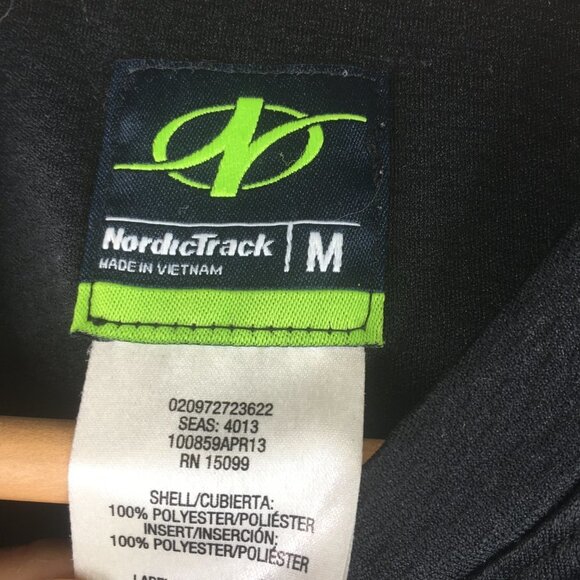 NordicTrack M
MADE IN VIETNAM
020972723622
SEAS: 4013
100859APR13
RN 15099
SHELL/CUBIERTA:
100% POLYESTER/POLIÉSTER
INSERT/INSERCIÓN:
100% POLYESTER/POLIÉSTER